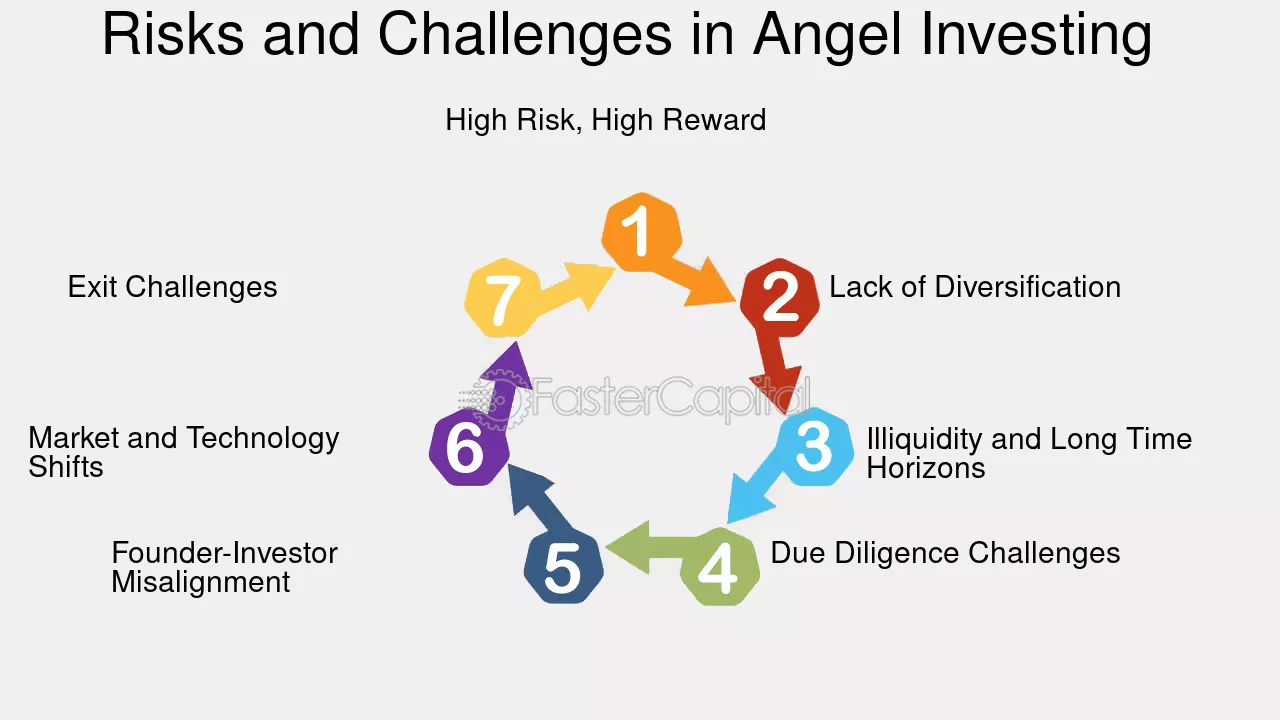 Risks and Challenges in Angel Investing
High Risk, High Reward
1
2
Lack of Diversification
3
Illiquidity and Long Time
Horizons
4
Due Diligence Challenges
5
Founder-Investor
Misalignment
6
Market and Technology
Shifts
7
Exit Challenges
FasterCapital